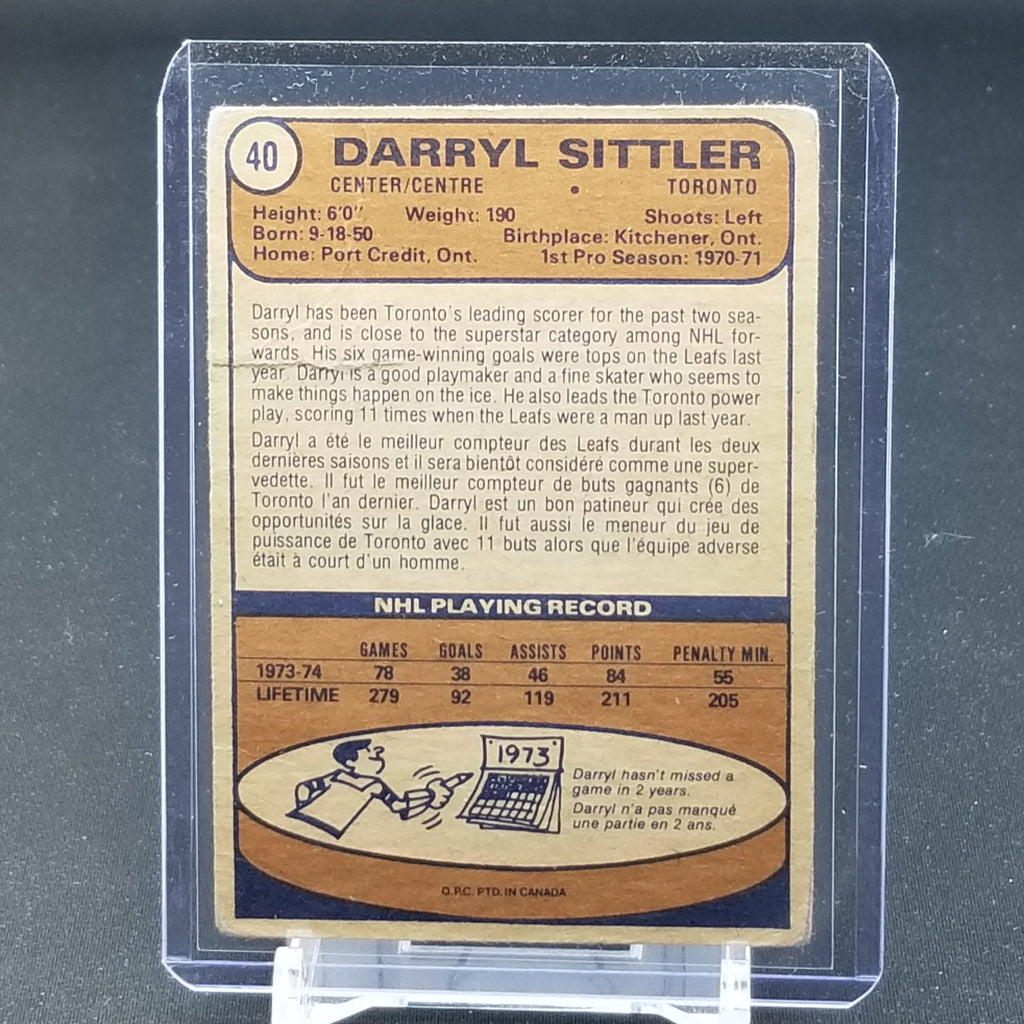 40
DARRYL SITTLER
CENTER/CENTRE • TORONTO
Height: 6'0" Weight: 190 Shoots: Left
Born: 9-18-50 Birthplace: Kitchener, Ont.
Home: Port Credit, Ont. 1st Pro Season: 1970-71
Darryl has been Toronto's leading scorer for the past two sea-
sons, and is close to the superstar category among NHL for-
wards. His six game-winning goals were tops on the Leafs last
year. Darryl is a good playmaker and a fine skater who seems to
make things happen on the ice. He also leads the Toronto power
play, scoring 11 times when the Leafs were a man up last year.
Darryl a été le meilleur compteur des Leafs durant les deux
dernières saisons et il sera bientôt considéré comme une super-
vedette. Il fut le meilleur compteur de buts gagnants (6) de
Toronto l'an dernier. Darryl est un bon patineur qui crée des
opportunités sur la glace. Il fut aussi le meneur du jeu de
puissance de Toronto avec 11 buts alors que l'équipe adverse
était à court d'un homme.
NHL PLAYING RECORD
GAMES GOALS ASSISTS POINTS PENALTY MIN.
1973-74 78 38 46 84 55
LIFETIME 279 92 119 211 205
1973
Darryl hasn't missed a
game in 2 years.
Darryl n'a pas manqué
une partie en 2 ans.
O.P.C. PTD. IN CANADA